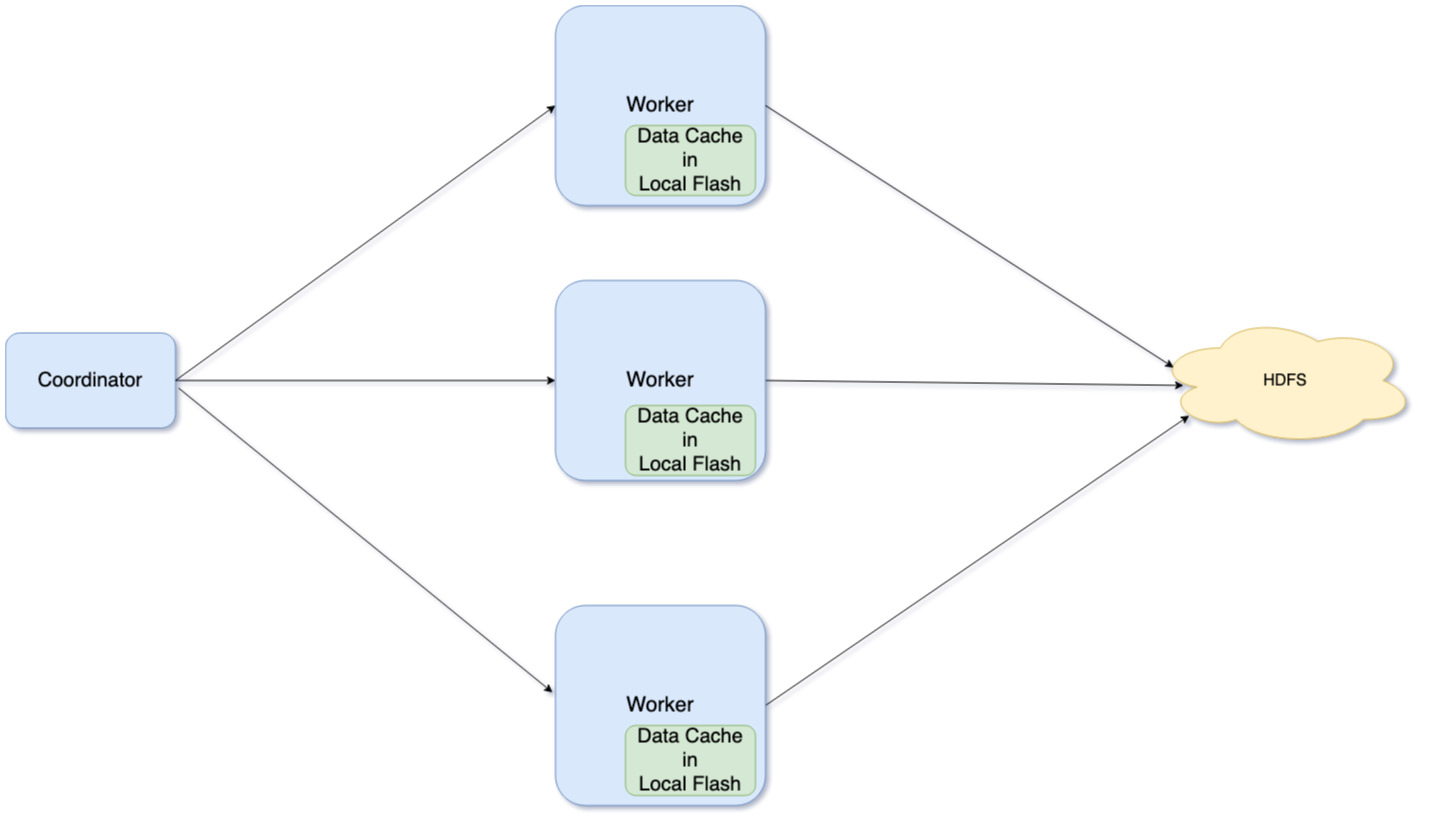 Worker
Data Cache
in
Local Flash
Coordinator
Worker
Data Cache
in
Local Flash
HDFS
Worker
Data Cache
in
Local Flash